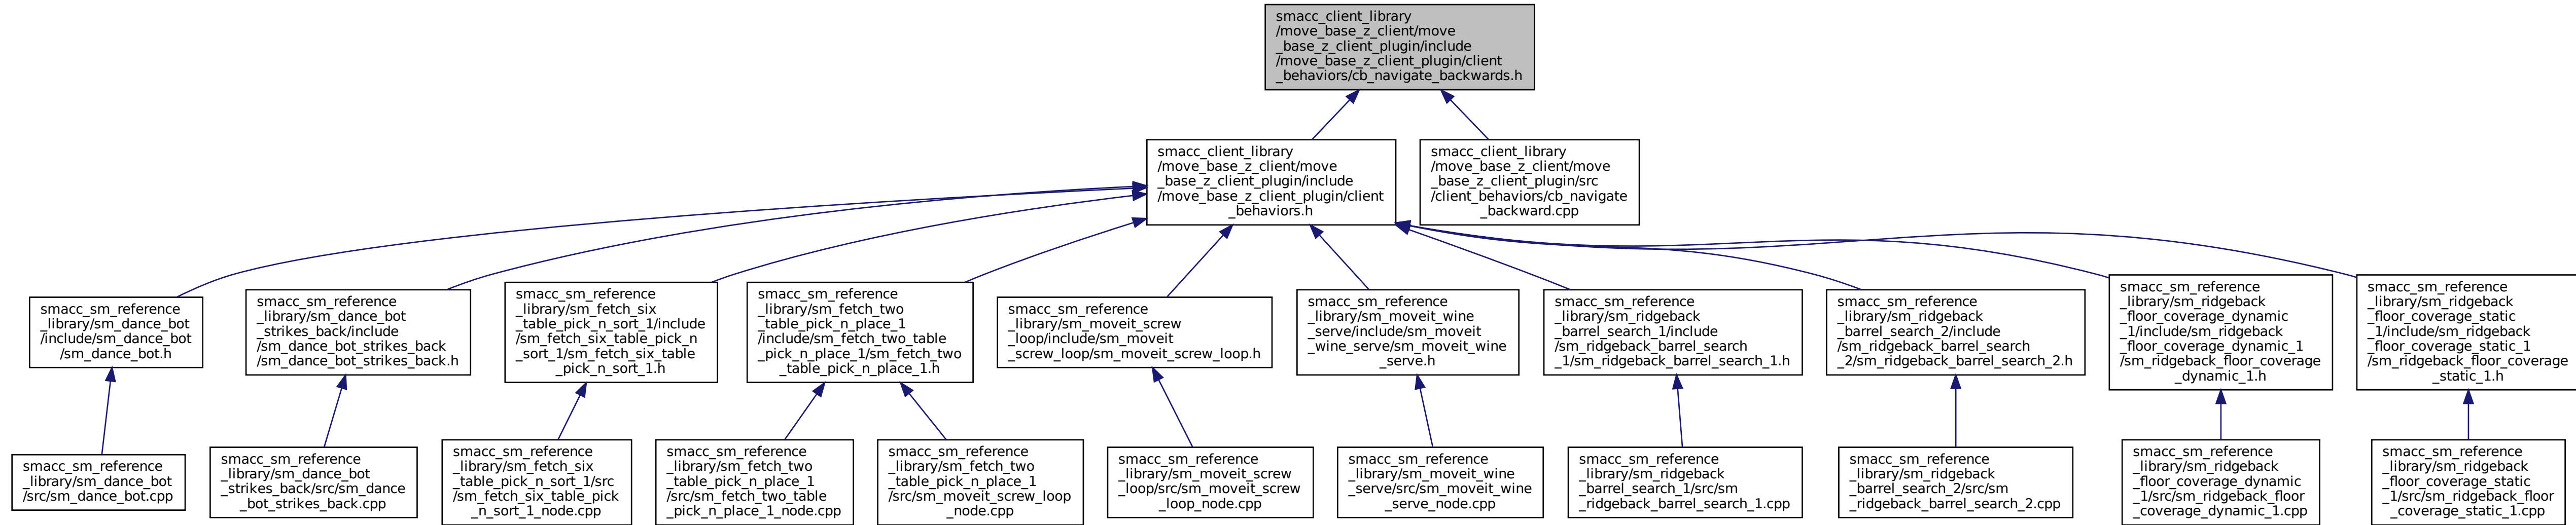 smacc_client_library
/move_base_z_client/move
_base_z_client_plugin/include
/move_base_z_client_plugin/client
_behaviors/cb_navigate_backwards.h
smacc_client_library
/move_base_z_client/move
_base_z_client_plugin/include
/move_base_z_client_plugin/client
_behaviors.h
smacc_client_library
/move_base_z_client/move
_base_z_client_plugin/src
/client_behaviors/cb_navigate
_backward.cpp
smacc_sm_reference
_library/sm_dance_bot
/include/sm_dance_bot
/sm_dance_bot.h
smacc_sm_reference
_library/sm_dance_bot
_strikes_back/include
/sm_dance_bot_strikes_back
/sm_dance_bot_strikes_back.h
smacc_sm_reference
_library/sm_fetch_six
_table_pick_n_sort_1/include
/sm_fetch_six_table_pick_n
_sort_1/sm_fetch_six_table
_pick_n_sort_1.h
smacc_sm_reference
_library/sm_fetch_two
_table_pick_n_place_1
/include/sm_fetch_two_table
_pick_n_place_1/sm_fetch_two
_table_pick_n_place_1.h
smacc_sm_reference
_library/sm_moveit_screw
_loop/include/sm_moveit
_screw_loop/sm_moveit_screw_loop.h
smacc_sm_reference
_library/sm_moveit_wine
_serve/include/sm_moveit
_wine_serve/sm_moveit_wine
_serve.h
smacc_sm_reference
_library/sm_ridgeback
_barrel_search_1/include
/sm_ridgeback_barrel_search
_1/sm_ridgeback_barrel_search_1.h
smacc_sm_reference
_library/sm_ridgeback
_barrel_search_2/include
/sm_ridgeback_barrel_search
_2/sm_ridgeback_barrel_search_2.h
smacc_sm_reference
_library/sm_ridgeback
_floor_coverage_dynamic
_1/include/sm_ridgeback
_floor_coverage_dynamic_1
/sm_ridgeback_floor_coverage
_dynamic_1.h
smacc_sm_reference
_library/sm_ridgeback
_floor_coverage_static
_1/include/sm_ridgeback
_floor_coverage_static_1
/sm_ridgeback_floor_coverage
_static_1.h
smacc_sm_reference
_library/sm_dance_bot
/src/sm_dance_bot.cpp
smacc_sm_reference
_library/sm_dance_bot
_strikes_back/src/sm_dance
_bot_strikes_back.cpp
smacc_sm_reference
_library/sm_fetch_six
_table_pick_n_sort_1/src
/sm_fetch_six_table_pick
_n_sort_1_node.cpp
smacc_sm_reference
_library/sm_fetch_two
_table_pick_n_place_1
/src/sm_fetch_two_table
_pick_n_place_1_node.cpp
smacc_sm_reference
_library/sm_fetch_two
_table_pick_n_place_1
/src/sm_moveit_screw_loop
_node.cpp
smacc_sm_reference
_library/sm_moveit_screw
_loop/src/sm_moveit_screw
_loop_node.cpp
smacc_sm_reference
_library/sm_moveit_wine
_serve/src/sm_moveit_wine
_serve_node.cpp
smacc_sm_reference
_library/sm_ridgeback
_barrel_search_1/src/sm
_ridgeback_barrel_search_1.cpp
smacc_sm_reference
_library/sm_ridgeback
_barrel_search_2/src/sm
_ridgeback_barrel_search_2.cpp
smacc_sm_reference
_library/sm_ridgeback
_floor_coverage_dynamic
_1/src/sm_ridgeback_floor
_coverage_dynamic_1.cpp
smacc_sm_reference
_library/sm_ridgeback
_floor_coverage_static
_1/src/sm_ridgeback_floor
_coverage_static_1.cpp